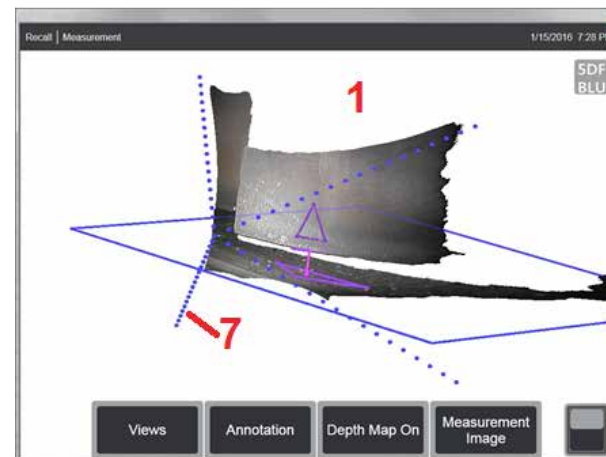 Recall | Measurement
1/15/2016 7:28 P
SDF
BLU
1
7
Views
Annotation
Depth Map On
Measurement
Image